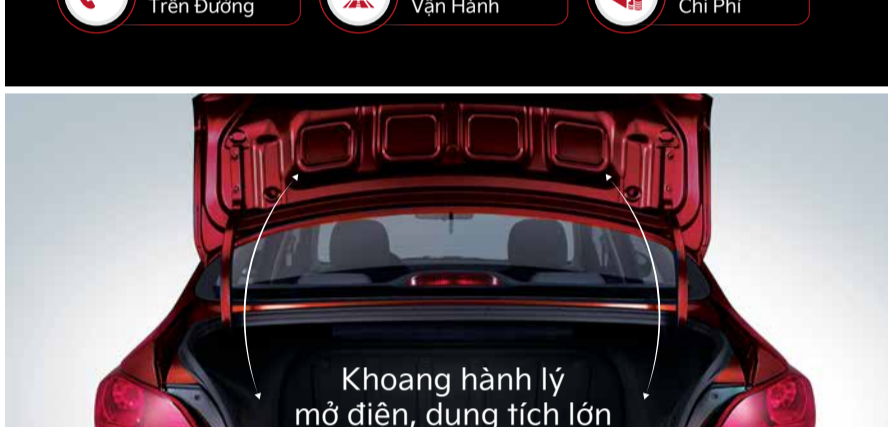 Trên Đường
Vận Hành
Chi Phí
Khoang hành lý
mở điện, dung tích lớn